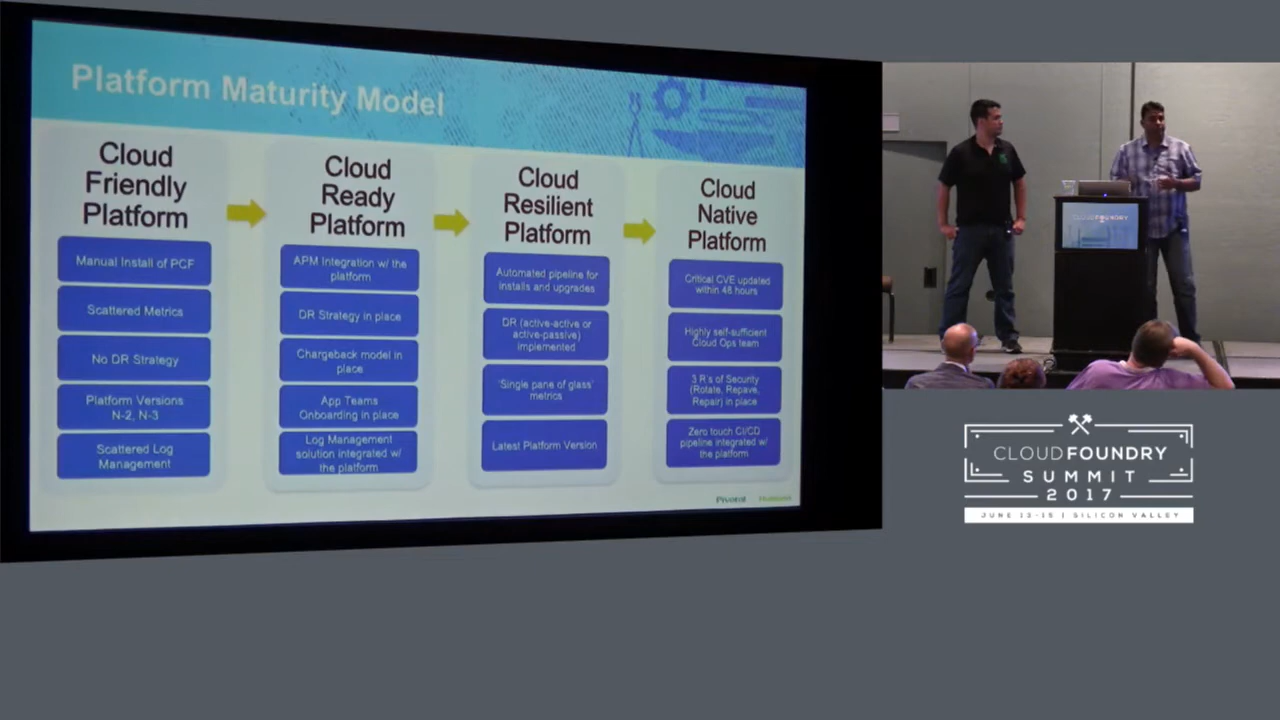 Platform Maturity Model
Cloud
Friendly
Platform
Manual Install of PCF
Scattered Metrics
No DR Strategy
Platform Versions
N-2, N-3
Scattered Log
Management
Cloud
Ready
Platform
APM Integration w/ the
platform
DR Strategy in place
Chargeback model in
place
App Teams
Onboarding in place
Log Management
solution integrated w/
the platform
Cloud
Resilient
Platform
Automated pipeline for
installs and upgrades
DR (active-active or
active-passive)
implemented
'Single pane of glass'
metrics
Latest Platform Version
Cloud
Native
Platform
Critical CVE updated
within 48 hours
Highly self-sufficient
Cloud Ops team
3 R's of Security
(Rotate, Repave,
Repair) in place
Zero touch CI/CD
pipeline integrated w/
the platform
Pivotal
CLOUD FOUNDRY
CLOUD FOUNDRY
SUMMIT
2017
JUNE 13-15 | SILICON VALLEY